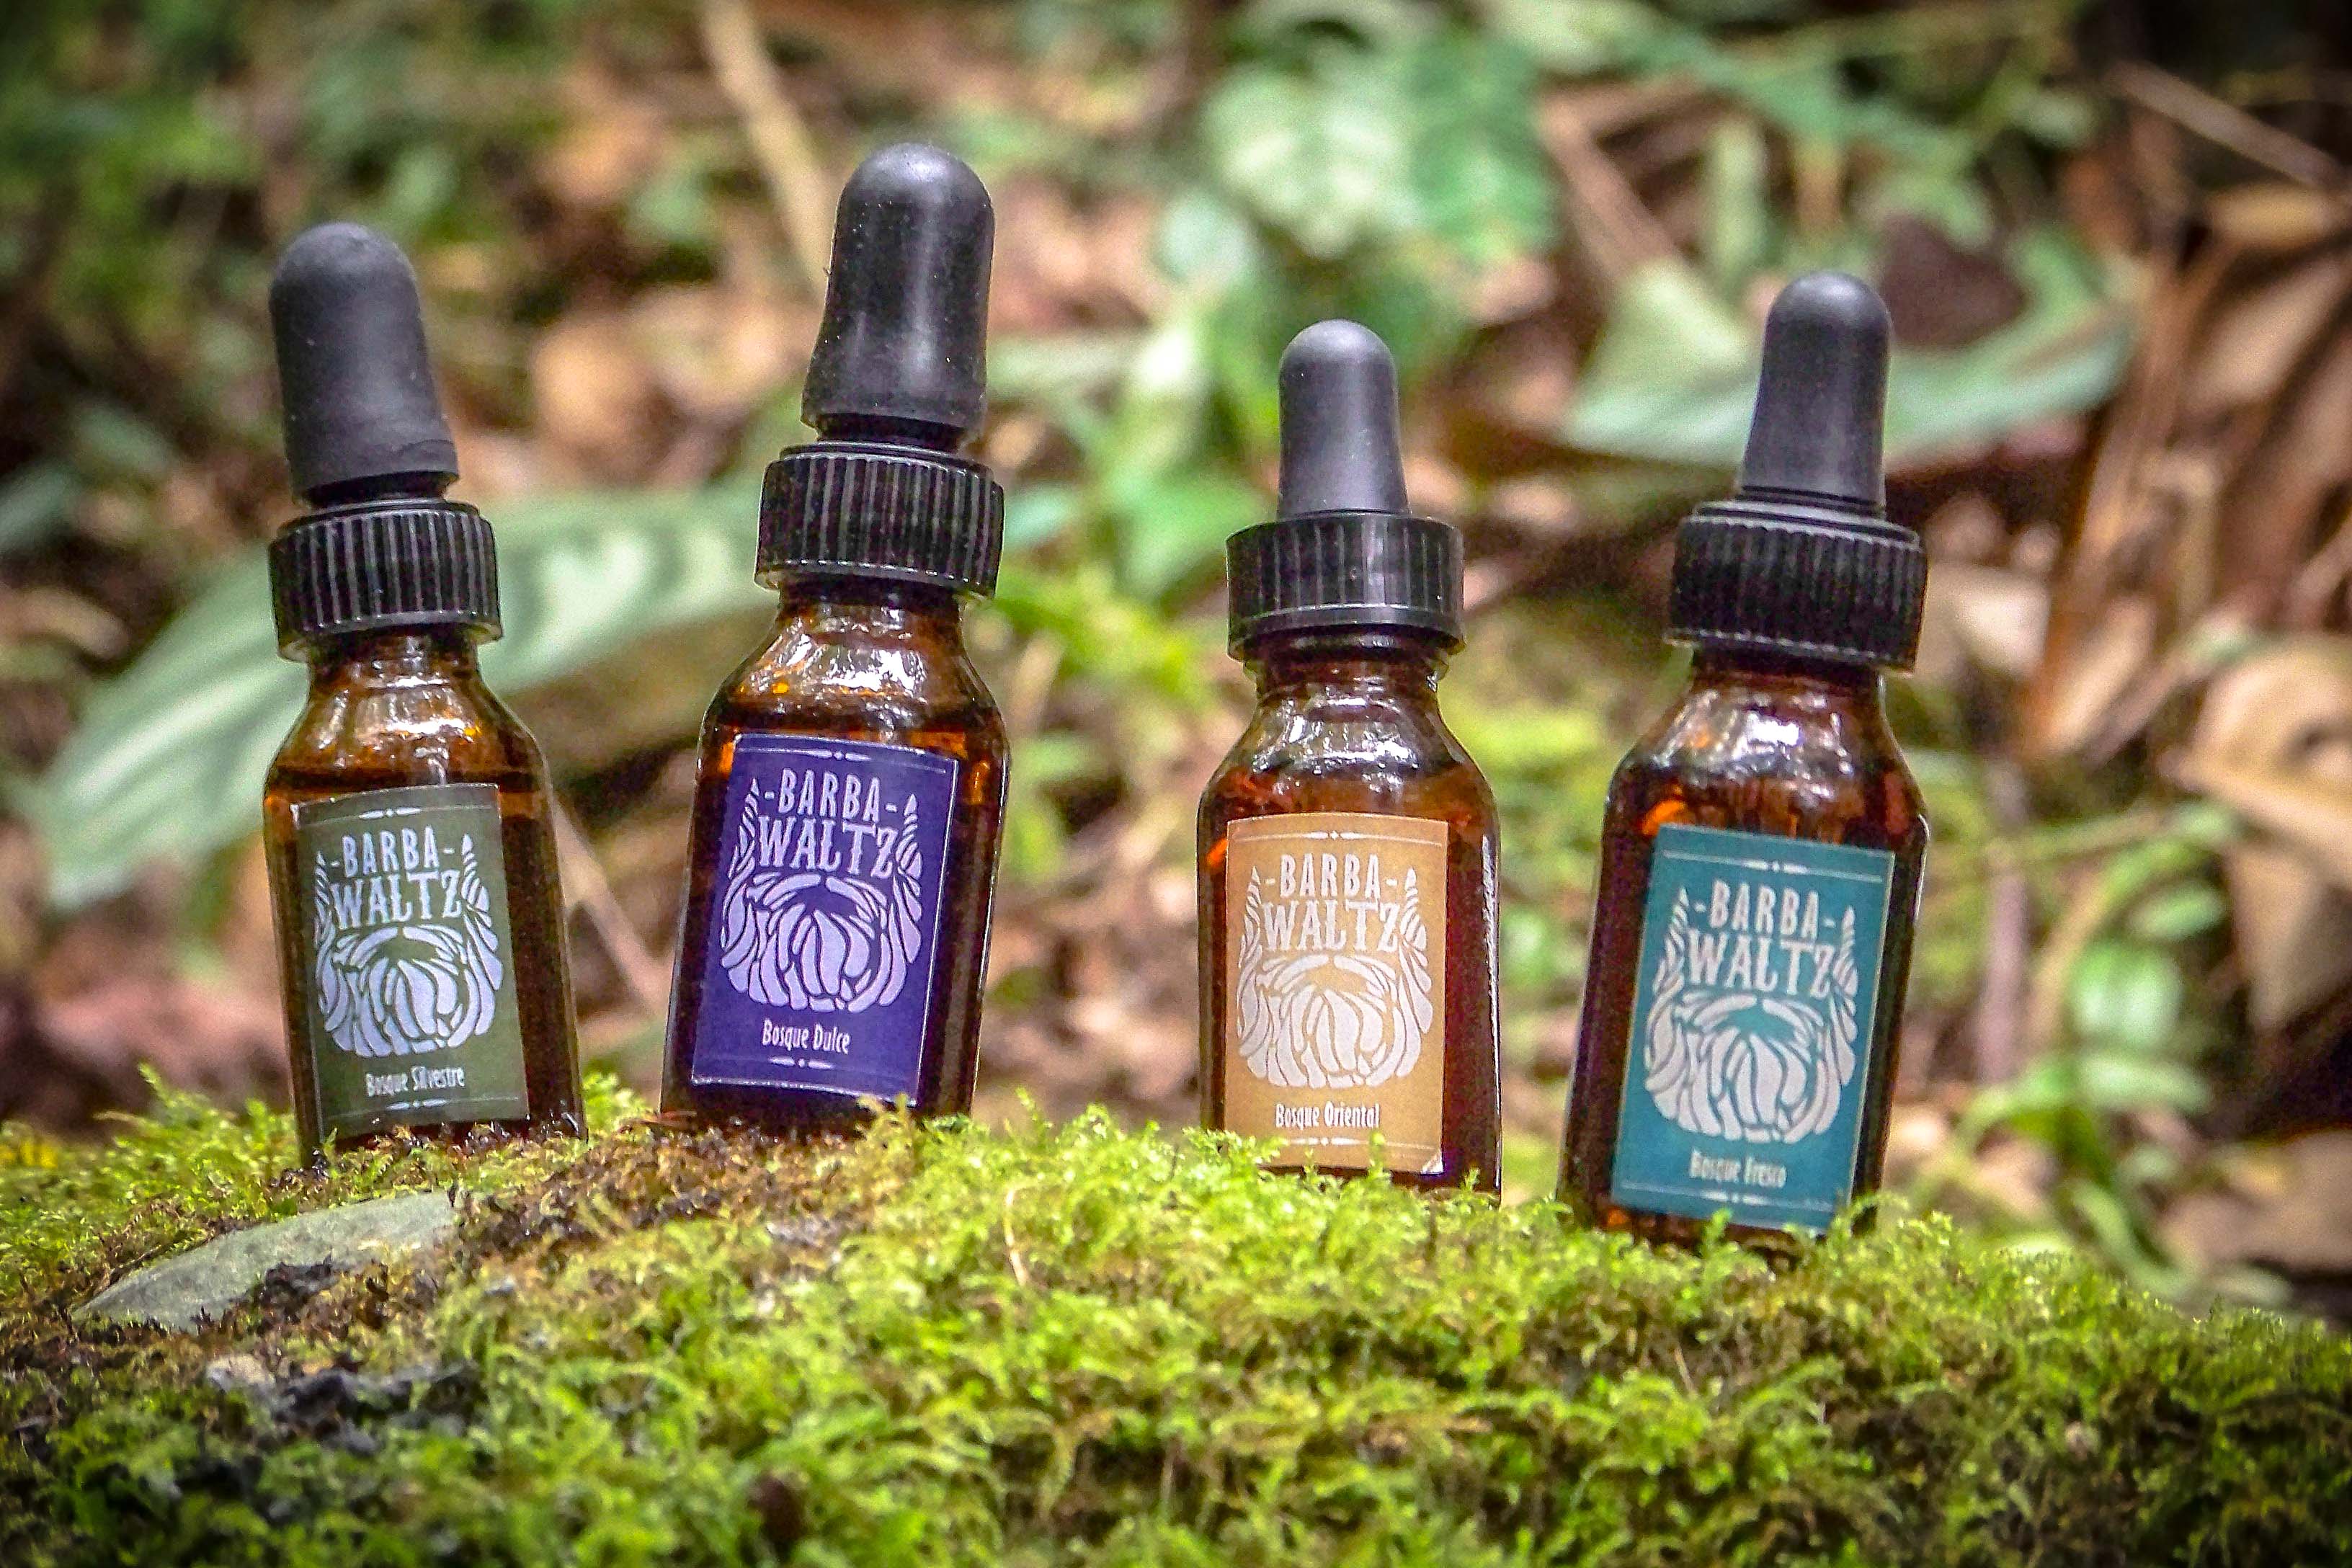 -BARBA-
WALTZ
Bosque Silvestre
-BARBA-
WALTZ
Bosque Dulce
-BARBA-
WALTZ
Bosque Oriental
-BARBA-
WALTZ
Bosque Fresco